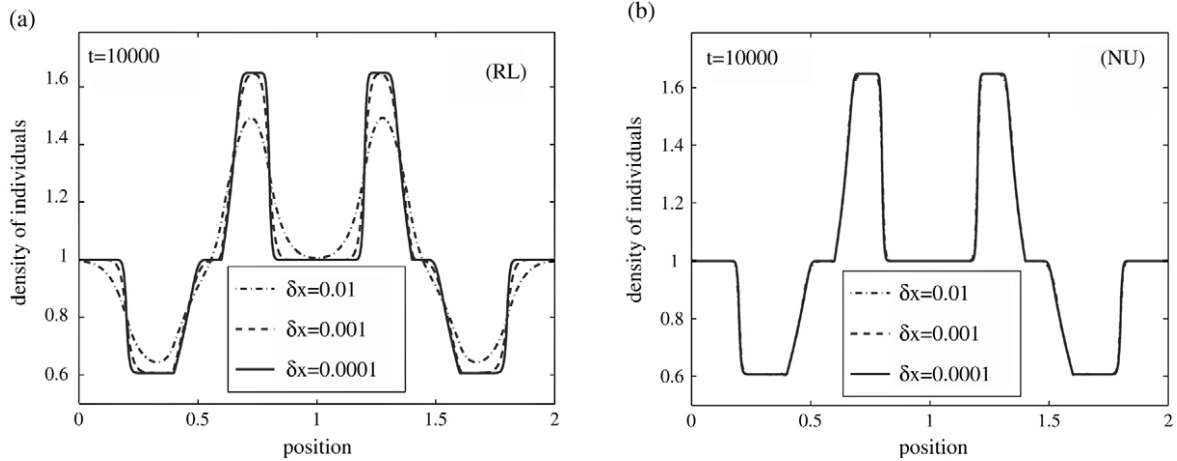 (a)
t=10000
(RL)
density of individuals
1.6
1.4
1.2
1
0.8
0.6
0
0.5
1
1.5
2
position
δx=0.01
δx=0.001
δx=0.0001
(b)
t=10000
(NU)
density of individuals
1.6
1.4
1.2
1
0.8
0.6
0
0.5
1
1.5
2
position
δx=0.01
δx=0.001
δx=0.0001